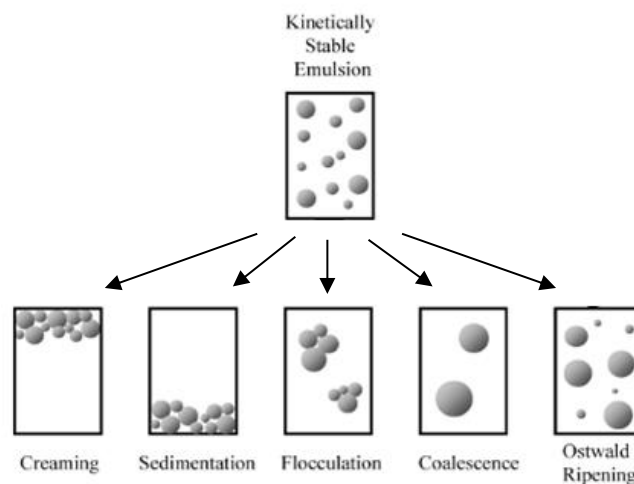 Kinetically
Stable
Emulsion
Creaming
Sedimentation
Flocculation
Coalescence
Ostwald
Ripening